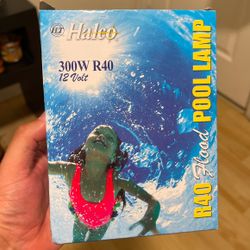 Halco
300W R40
12 Volt
R40 Flood POOL LAMP